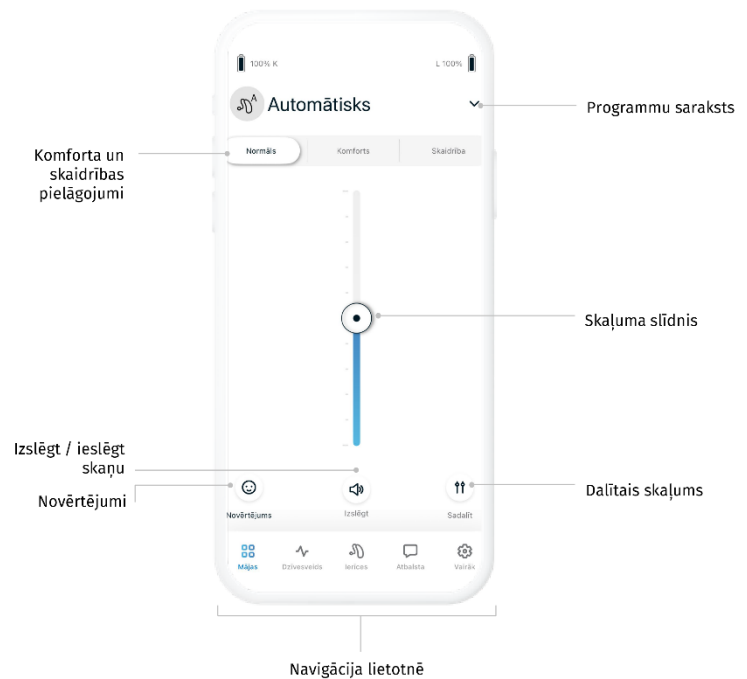 100% K
L 100%
Automātisks
Programmu saraksts
Normāls
Komforts
Skaidrība
Komforta un
skaidrības
pielāgojumi
Skaļuma slīdnis
Izslēgt / ieslēgt
skaņu
Novērtējumi
Dalītais skaļums
Novērtējums
Izslēgt
Sadalīt
Mājas
Dzīvesveids
Ierīces
Atbalsta
Vairāk
Navigācija lietotnē